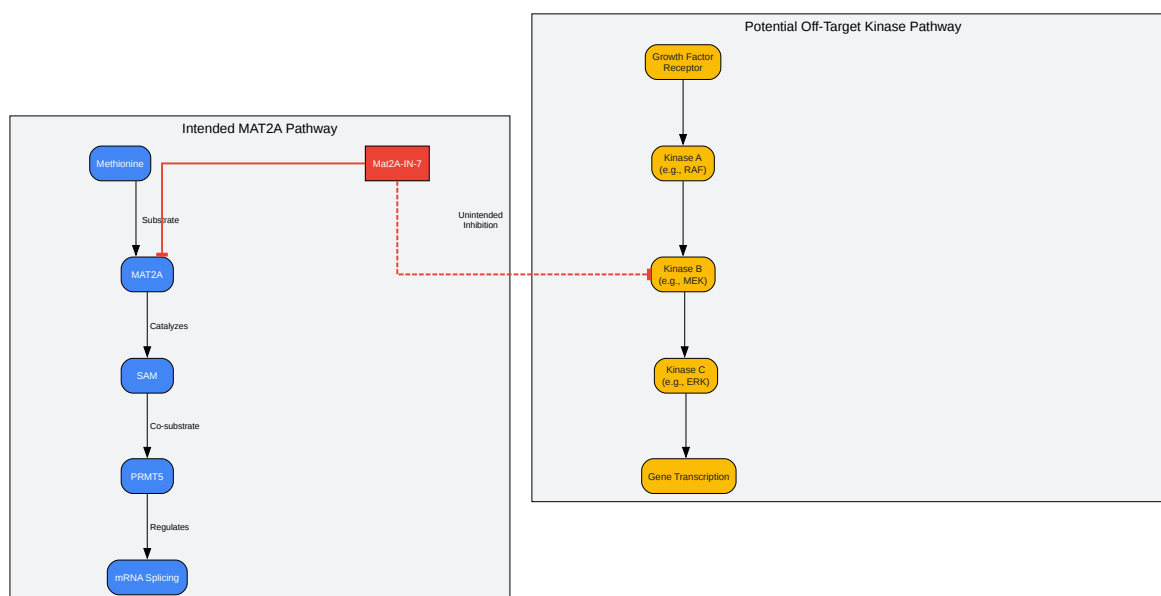 Potential Off-Target Kinase Pathway
Growth Factor
Receptor
Kinase A
(e.g., RAF)
Kinase B
(e.g., MEK)
Kinase C
(e.g., ERK)
Gene Transcription
Intended MAT2A Pathway
Methionine
Mat2A-IN-7
Substrate
Unintended
Inhibition
MAT2A
Catalyzes
SAM
Co-substrate
PRMT5
Regulates
mRNA Splicing